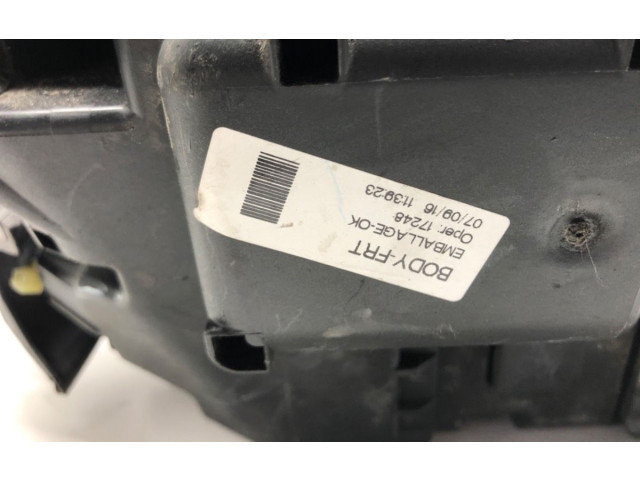 BODY-FRT
EMBALLAGE-OK
Oper: 17248
07/09/16 11:39:23